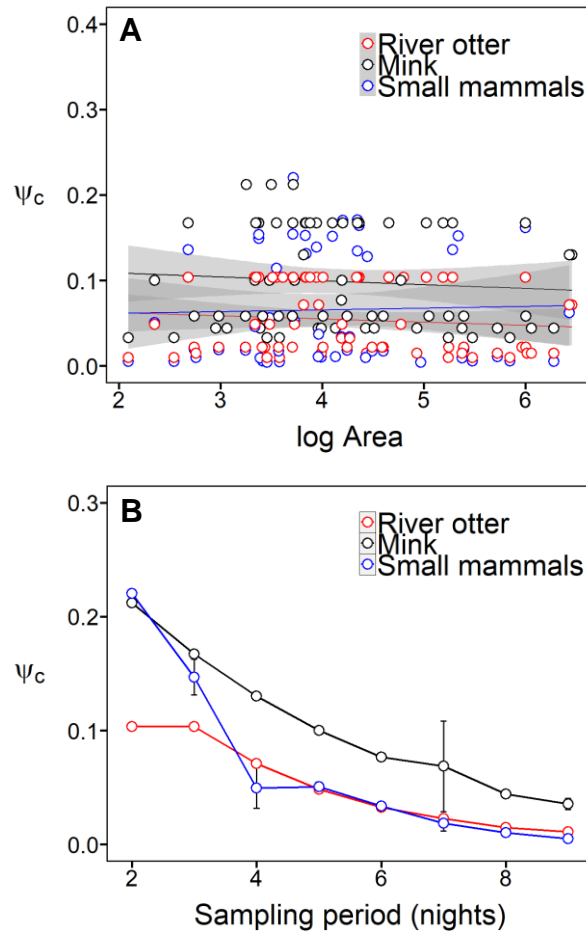 A
River otter
Mink
Small mammals
0.4
0.3
0.2
0.1
0.0
ψc
2 3 4 5 6
log Area
B
River otter
Mink
Small mammals
0.3
0.2
0.1
0.0
ψc
2 4 6 8
Sampling period (nights)